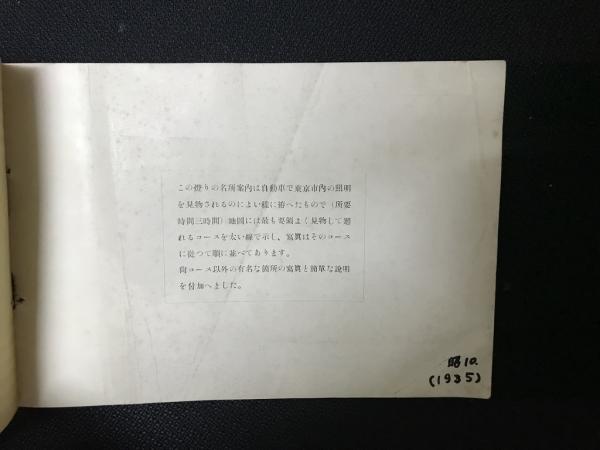 この燈りの名所案内は自動車で東京市內の照明
を見物されるのによい樣に拵へたもので（所要
時間三時間）地圖には最も要領よく見物して廻
れるコースを太い線で示し、寫眞はそのコース
に從つて順に並べてあります。
尙コース以外の有名な箇所の寫眞と簡單な說明
を付加へました。
昭10.
(1935)